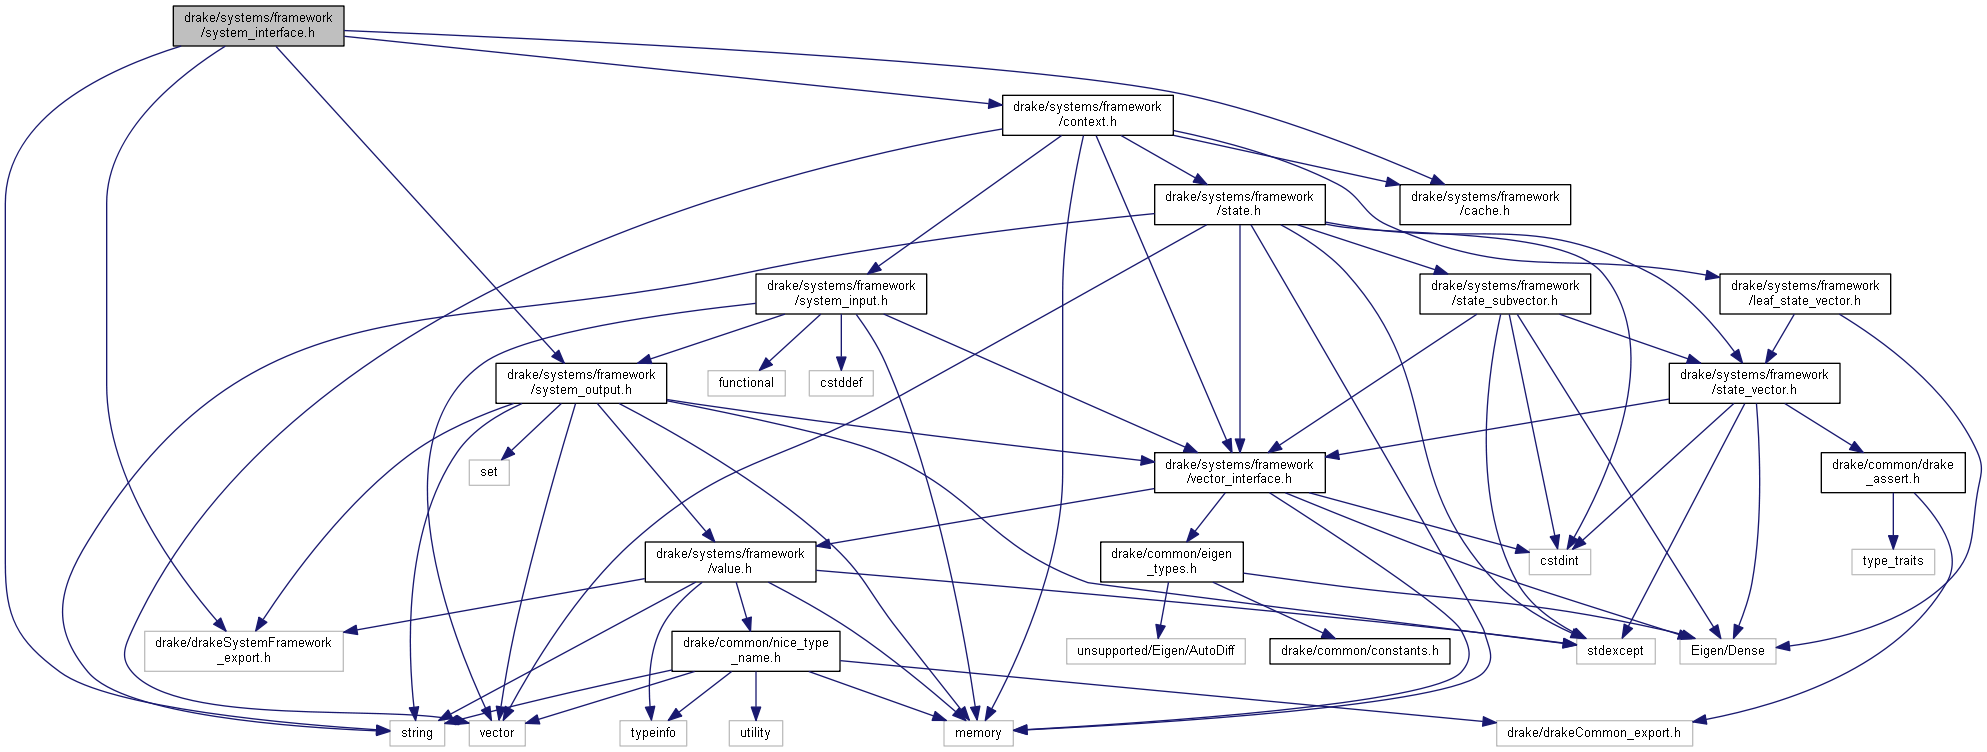 drake/systems/framework
/system_interface.h
drake/systems/framework
/context.h
drake/systems/framework
/state.h
drake/systems/framework
/cache.h
drake/systems/framework
/system_input.h
drake/systems/framework
/state_subvector.h
drake/systems/framework
/leaf_state_vector.h
drake/systems/framework
/system_output.h
functional
cstddef
drake/systems/framework
/state_vector.h
set
drake/systems/framework
/vector_interface.h
drake/common/drake
_assert.h
drake/systems/framework
/value.h
drake/common/eigen
_types.h
cstdint
type_traits
drake/drakeSystemFramework
_export.h
drake/common/nice_type
_name.h
unsupported/Eigen/AutoDiff
drake/common/constants.h
stdexcept
Eigen/Dense
string
vector
typeinfo
utility
memory
drake/drakeCommon_export.h